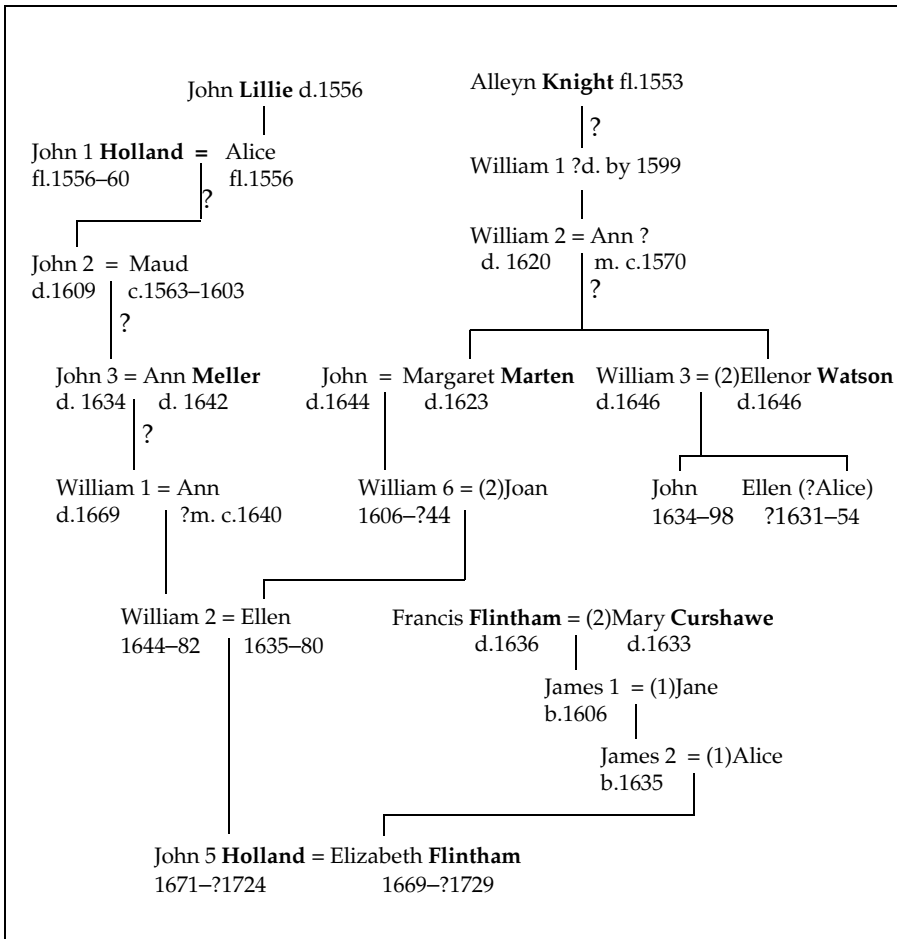 John Lillie d.1556
Alleyn Knight fl.1553
?
John 1 Holland = Alice
fl.1556–60 fl.1556
?
William 1 ?d. by 1599
William 2 = Ann ?
d. 1620 m. c.1570
?
John 2 = Maud
d.1609 c.1563–1603
?
John 3 = Ann Meller
d. 1634 d. 1642
?
John = Margaret Marten
d.1644 d.1623
William 3 = (2)Ellenor Watson
d.1646 d.1646
William 1 = Ann
d.1669 ?m. c.1640
William 6 = (2)Joan
1606–?44
John Ellen (?Alice)
1634–98 ?1631–54
William 2 = Ellen
1644–82 1635–80
Francis Flintham = (2)Mary Curshawe
d.1636 d.1633
James 1 = (1)Jane
b.1606
James 2 = (1)Alice
b.1635
John 5 Holland = Elizabeth Flintham
1671–?1724 1669–?1729